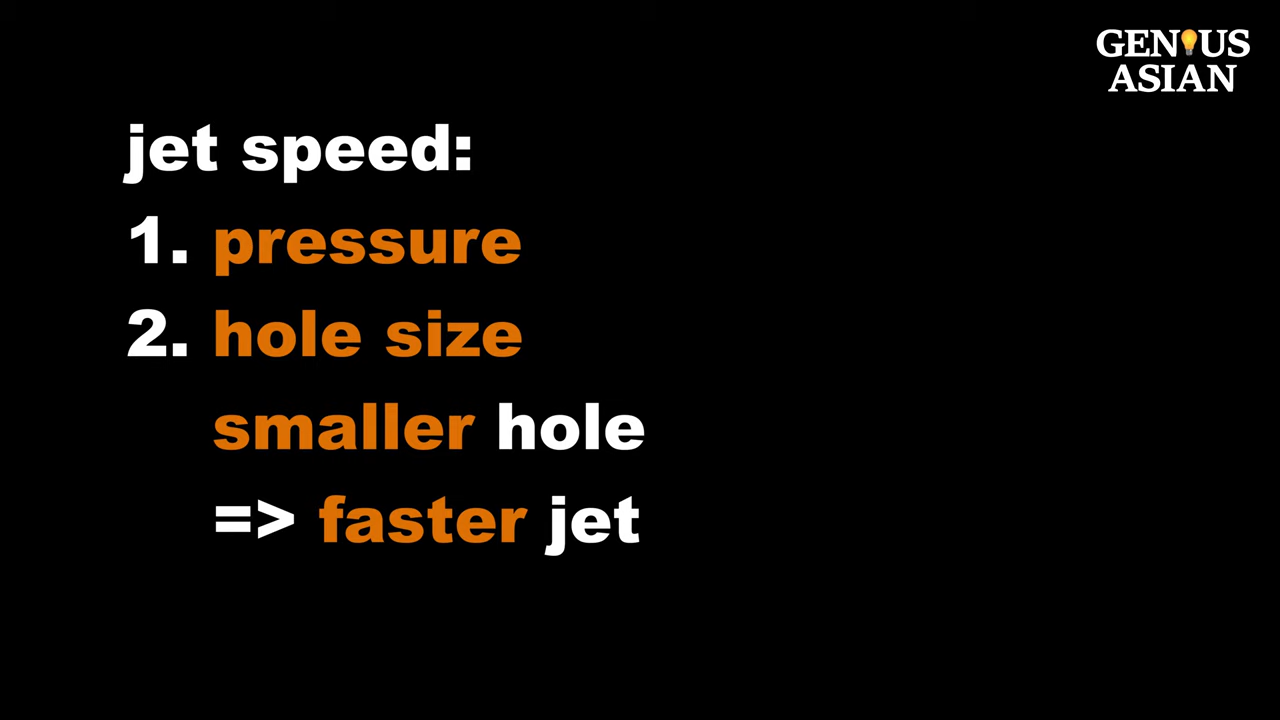 GENIUS
ASIAN
jet speed:
1. pressure
2. hole size
smaller hole
=> faster jet